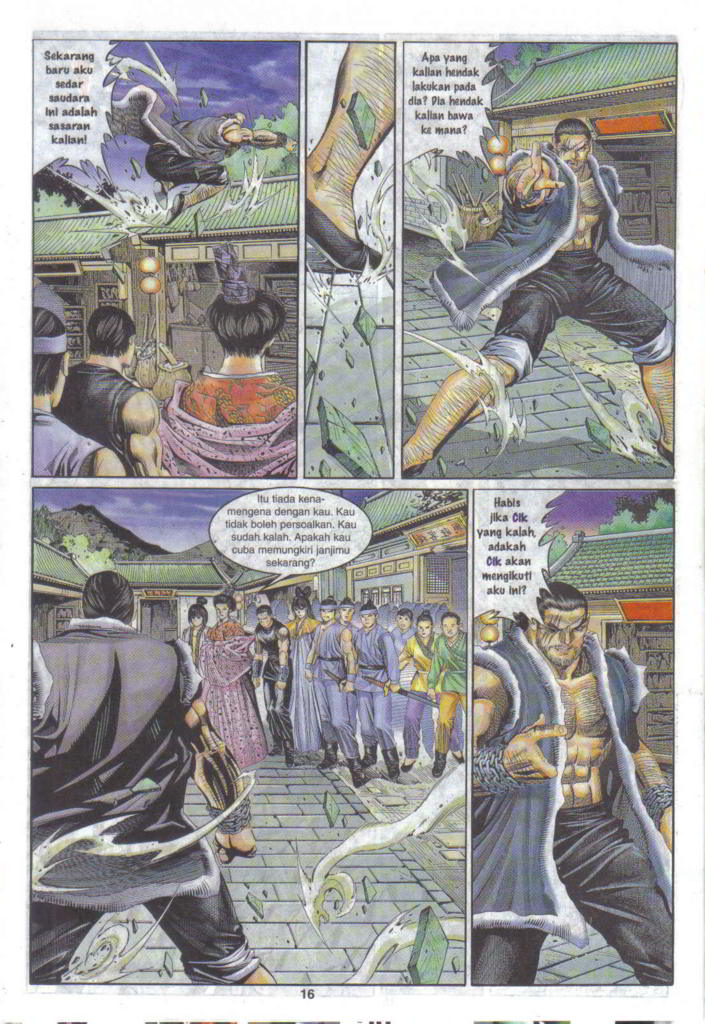 Sekarang
baru aku
sedar
saudara
ini adalah
sasaran
kalian!
Apa yang
kalian hendak
lakukan pada
dia? Dia hendak
kalian bawa
ke mana?
Itu tiada kena-
mengena dengan kau. Kau
tidak boleh persoalkan. Kau
sudah kalah. Apakah kau
cuba memungkiri janjimu
sekarang?
Habis
jika Cik
yang kalah,
adakah
Cik akan
mengikuti
aku ini?
16